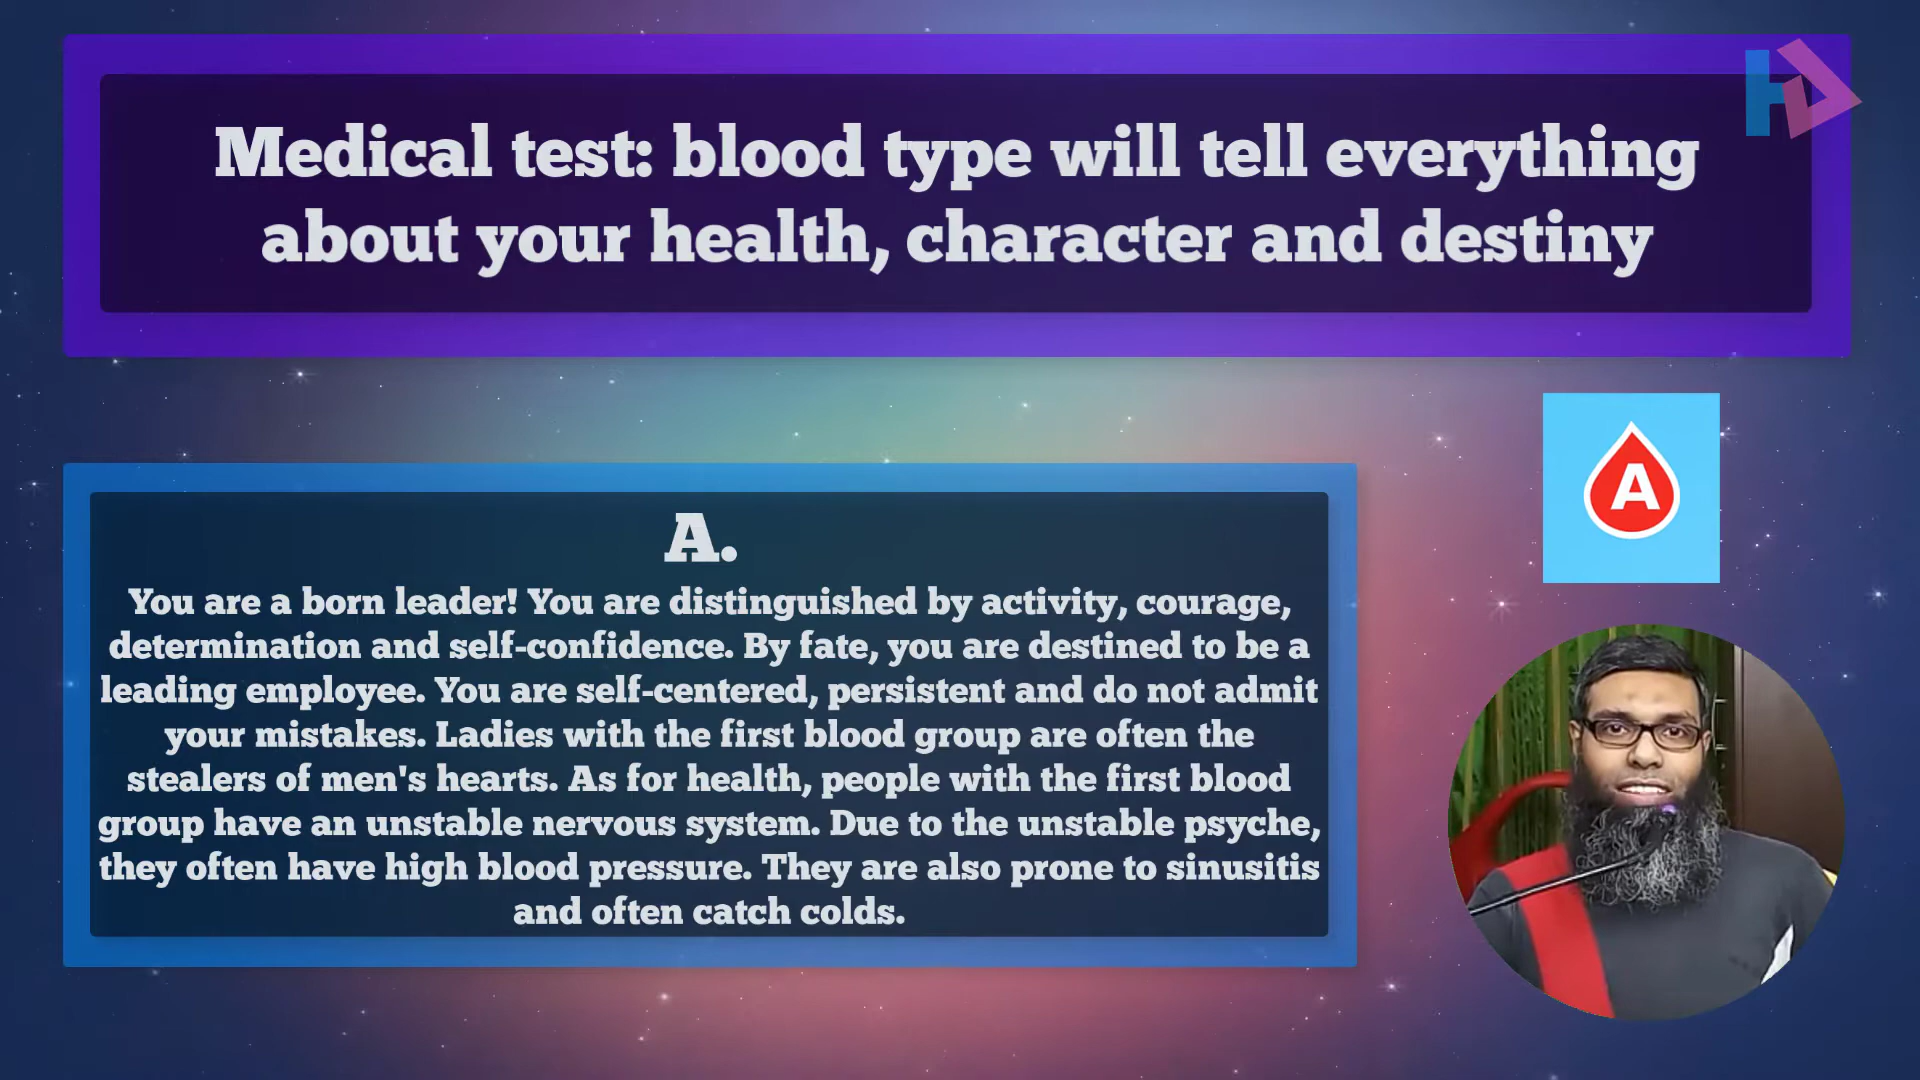 Medical test: blood type will tell everything
about your health, character and destiny
A
A.
You are a born leader! You are distinguished by activity, courage,
determination and self-confidence. By fate, you are destined to be a
leading employee. You are self-centered, persistent and do not admit
your mistakes. Ladies with the first blood group are often the
stealers of men's hearts. As for health, people with the first blood
group have an unstable nervous system. Due to the unstable psyche,
they often have high blood pressure. They are also prone to sinusitis
and often catch colds.